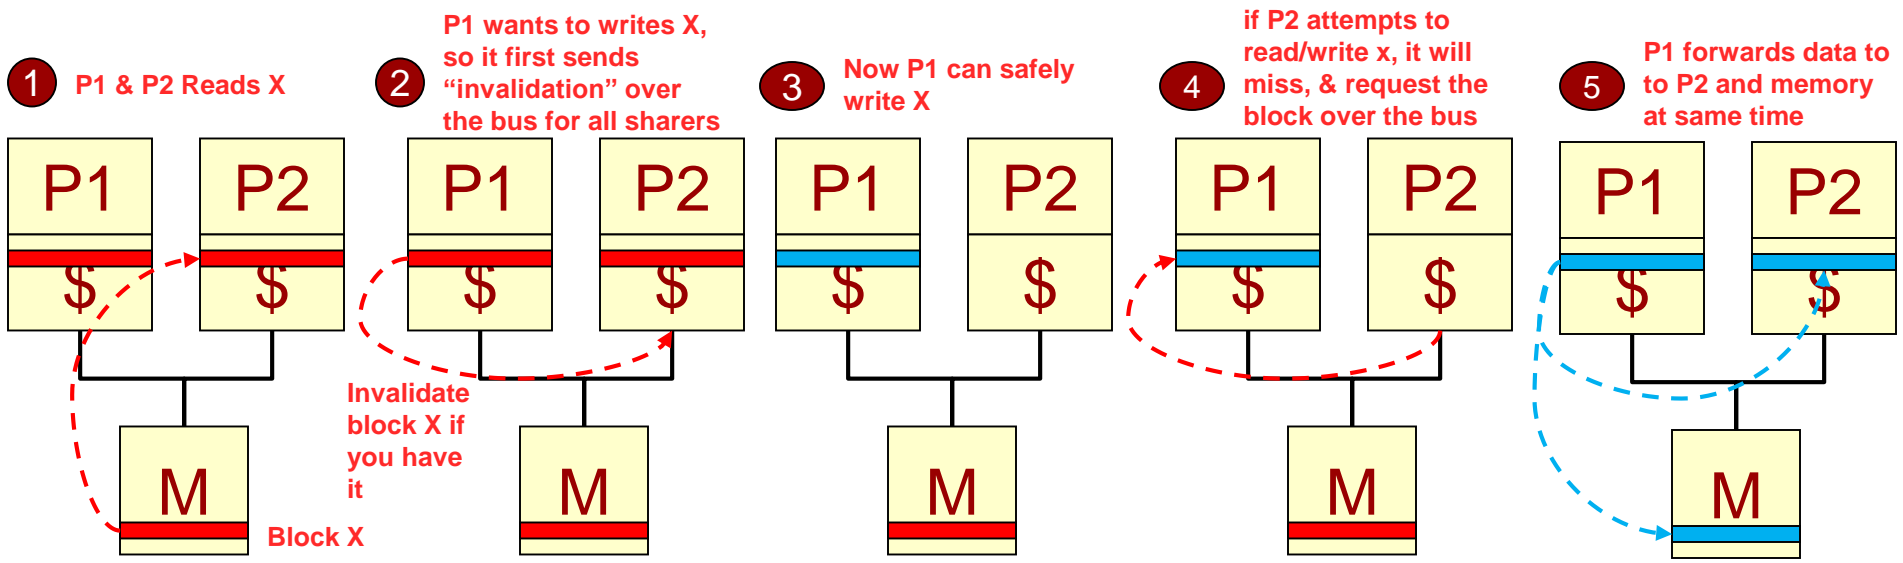 1
P1 & P2 Reads X
P1
P2
$
$
M
Block X
2
P1 wants to writes X,
so it first sends
“invalidation” over
the bus for all sharers
P1
P2
$
$
Invalidate
block X if
you have
it
M
3
Now P1 can safely
write X
P1
P2
$
$
M
4
if P2 attempts to
read/write x, it will
miss, & request the
block over the bus
P1
P2
$
$
M
5
P1 forwards data to
to P2 and memory
at same time
P1
P2
$
$
M